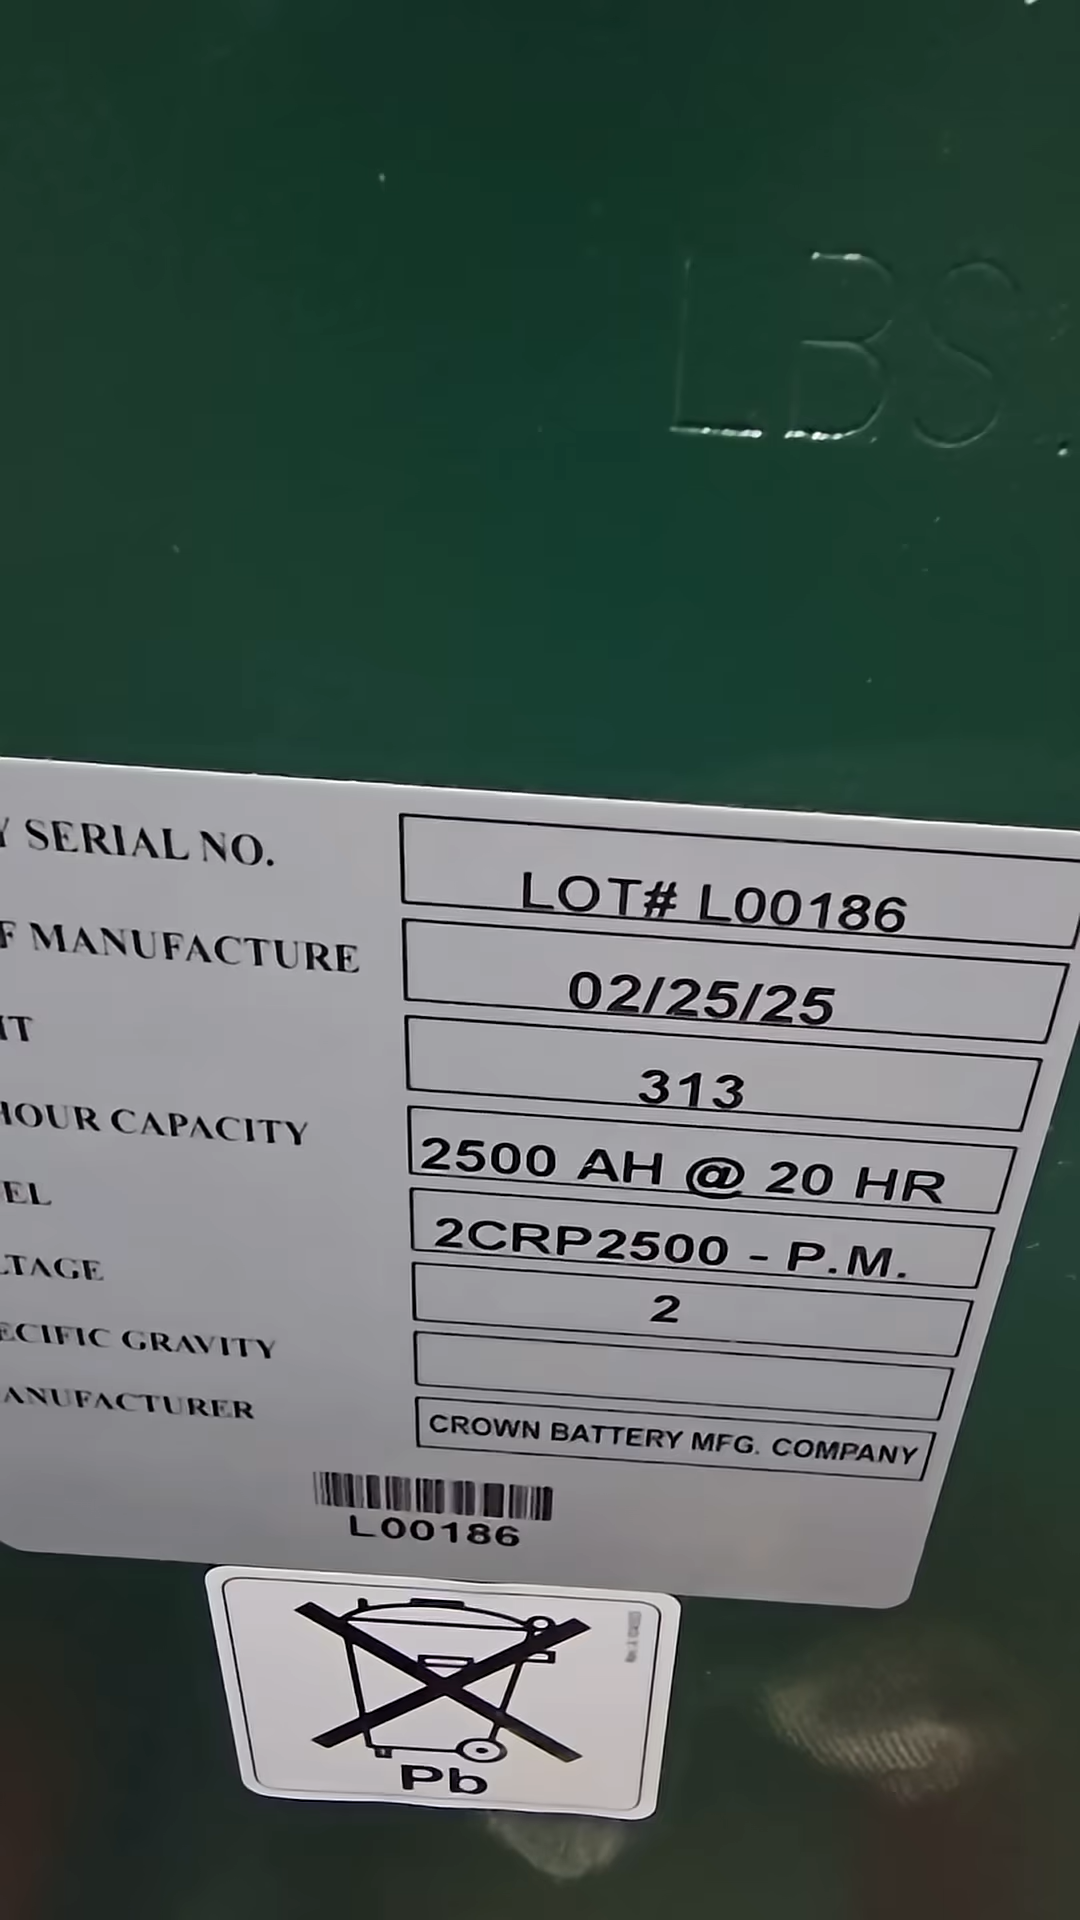 LBS.
Y SERIAL NO. LOT# L00186
F MANUFACTURE 02/25/25
IT 313
HOUR CAPACITY 2500 AH @ 20 HR
EL 2CRP2500 - P.M.
LTAGE 2
ECIFIC GRAVITY
ANUFACTURER CROWN BATTERY MFG. COMPANY
L00186
Pb